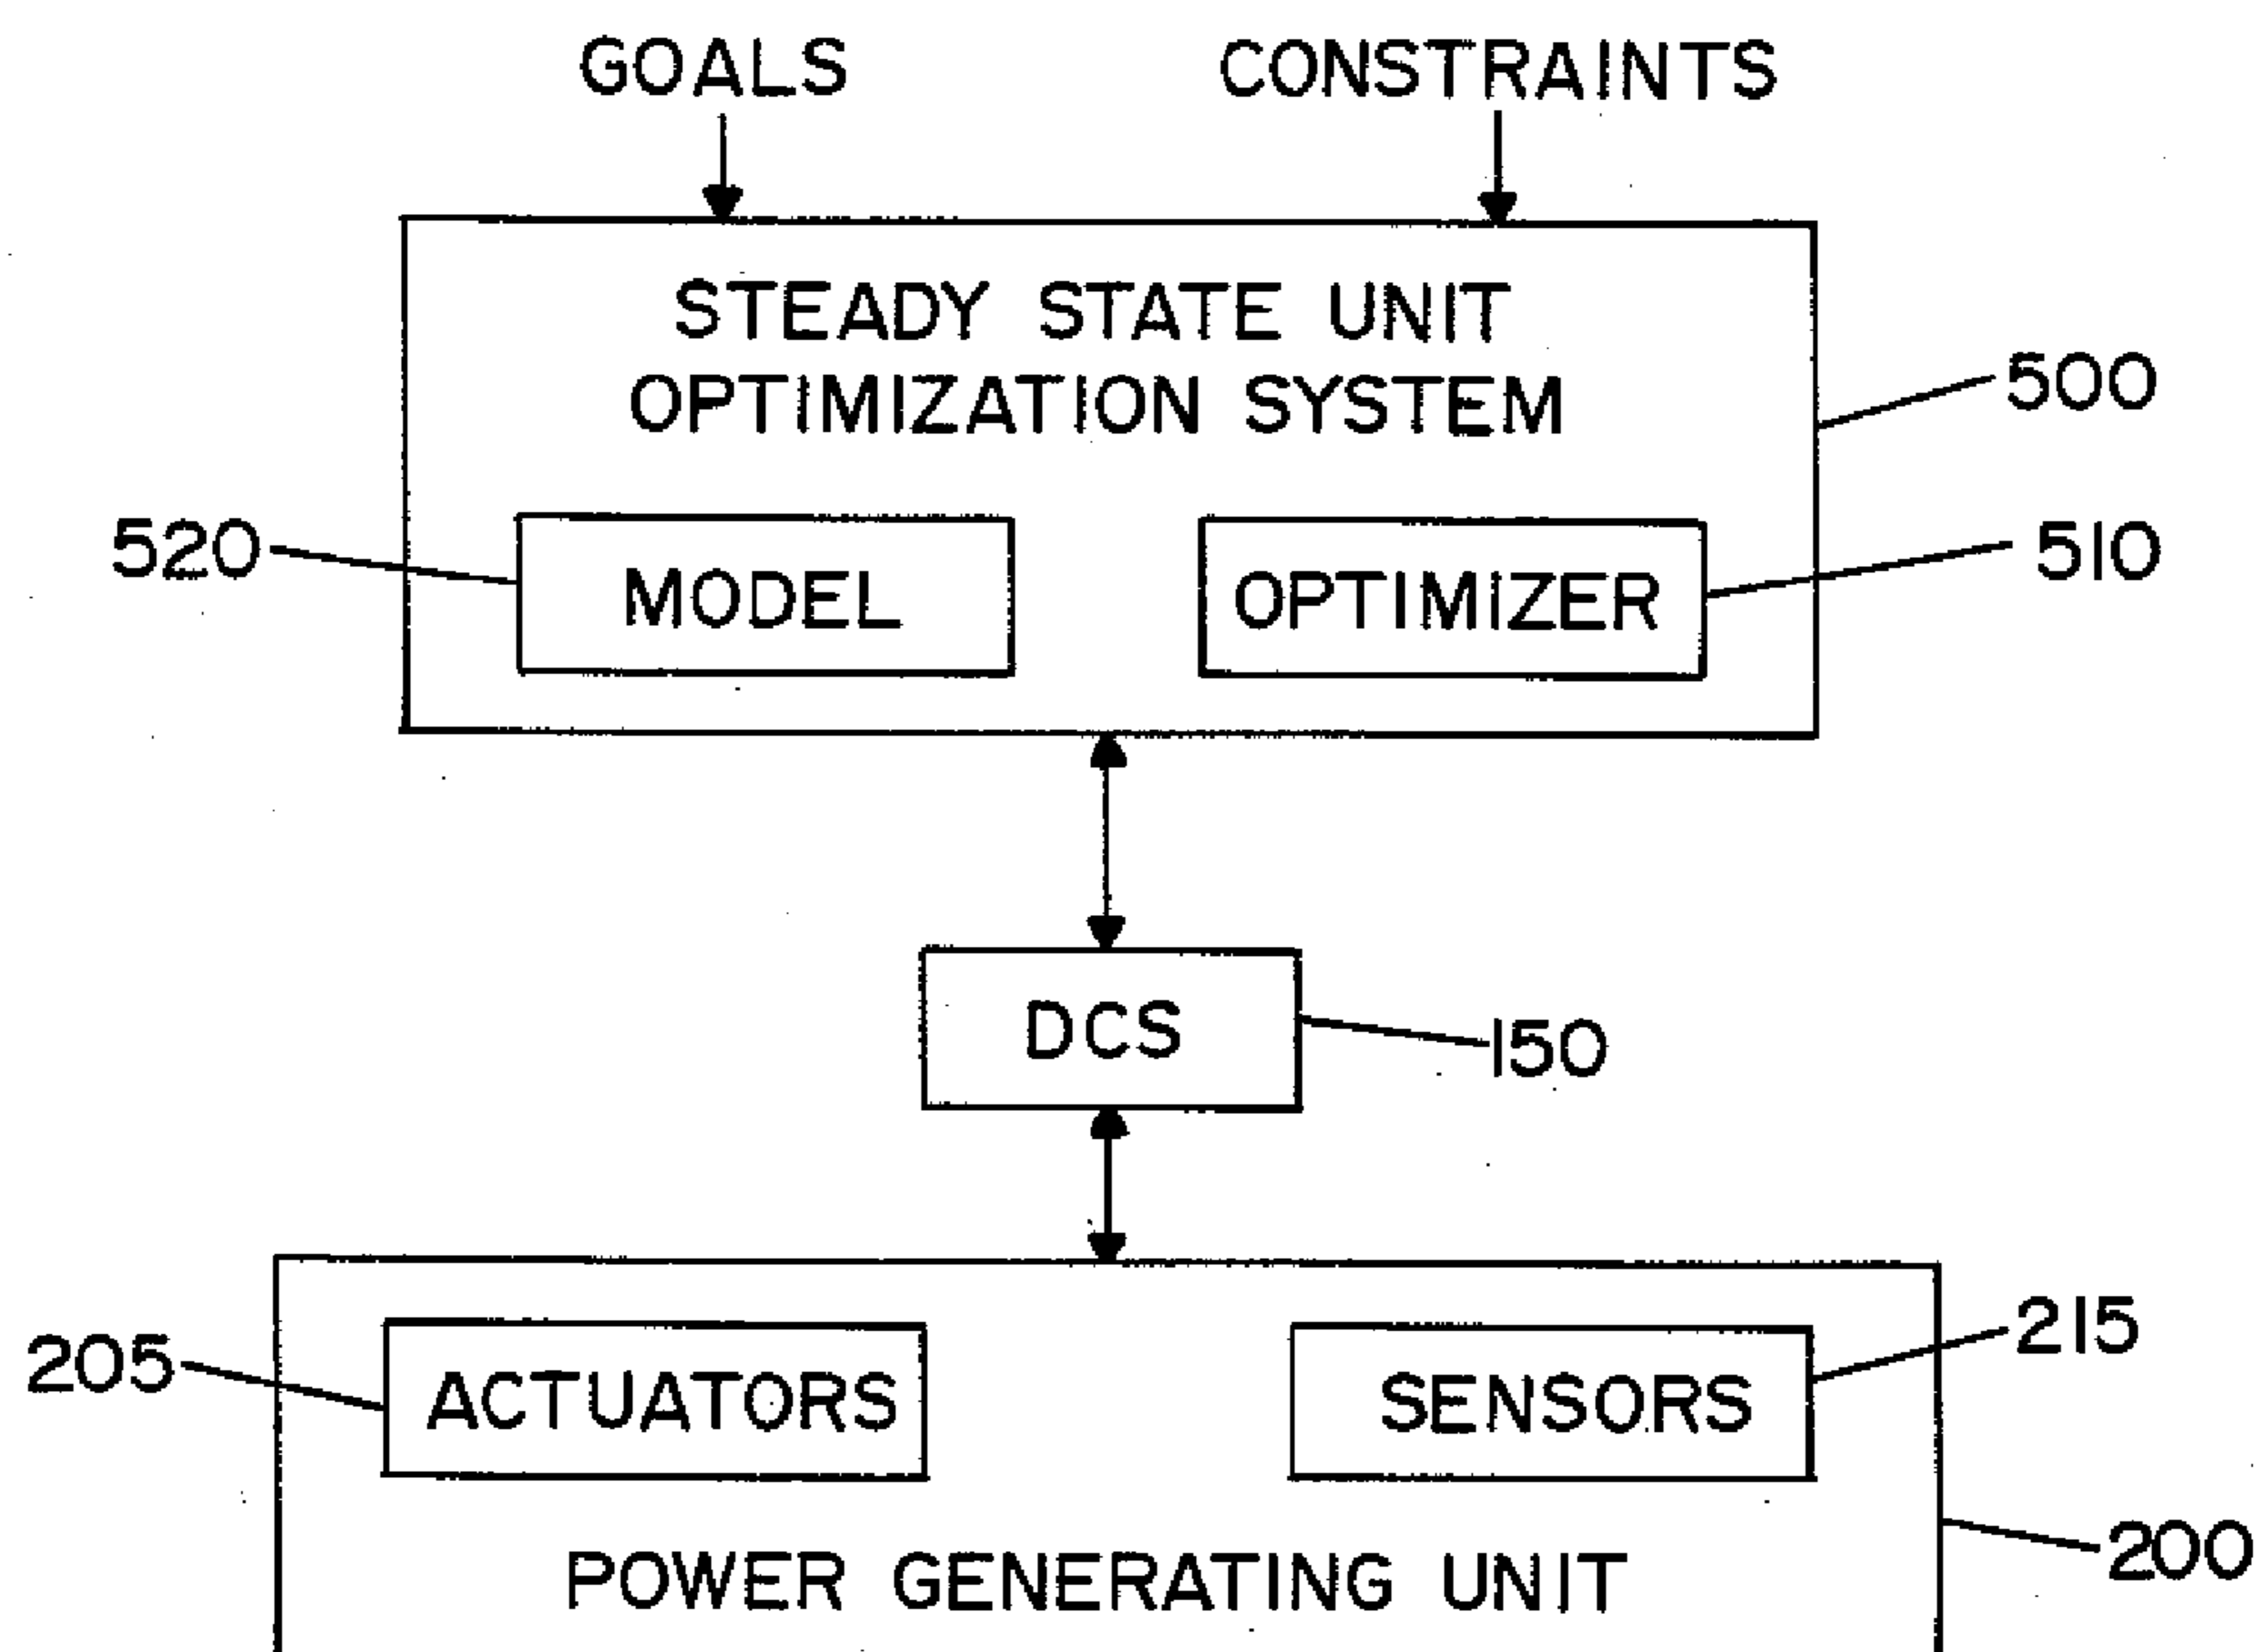 GOALS
CONSTRAINTS
STEADY STATE UNIT
OPTIMIZATION SYSTEM
500
520
MODEL
OPTIMIZER
510
DCS
150
205
ACTUATORS
SENSORS
215
POWER GENERATING UNIT
200